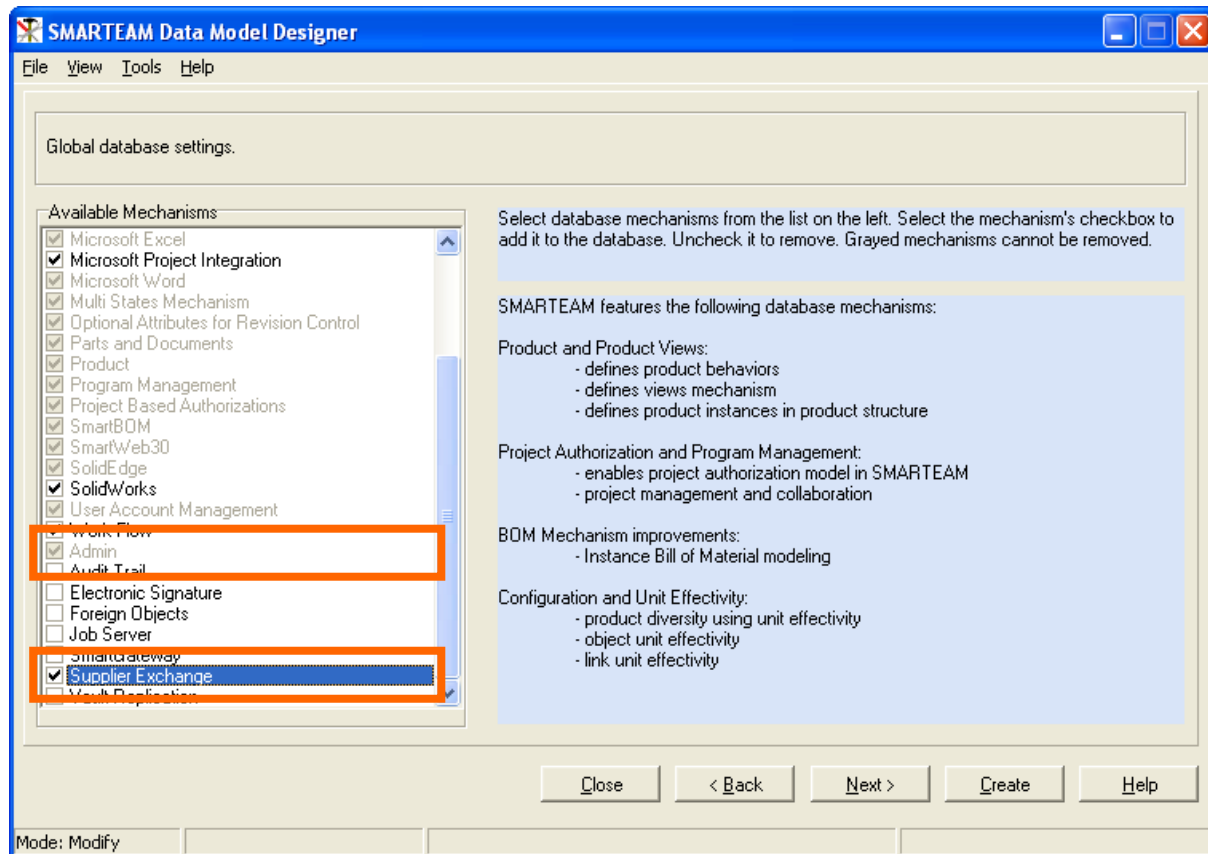 SMARTEAM Data Model Designer
File View Tools Help
Global database settings.
Available Mechanisms
Microsoft Excel
Microsoft Project Integration
Microsoft Word
Multi States Mechanism
Optional Attributes for Revision Control
Parts and Documents
Product
Program Management
Project Based Authorizations
SmartBOM
SmartWeb30
SolidEdge
SolidWorks
User Account Management
Work Flow
Admin
Audit Trail
Electronic Signature
Foreign Objects
Job Server
SmartGateway
Supplier Exchange
Vault Replication
Select database mechanisms from the list on the left. Select the mechanism's checkbox to
add it to the database. Uncheck it to remove. Grayed mechanisms cannot be removed.
SMARTEAM features the following database mechanisms:
Product and Product Views:
- defines product behaviors
- defines views mechanism
- defines product instances in product structure
Project Authorization and Program Management:
- enables project authorization model in SMARTEAM
- project management and collaboration
BOM Mechanism improvements:
- Instance Bill of Material modeling
Configuration and Unit Effectivity:
- product diversity using unit effectivity
- object unit effectivity
- link unit effectivity
Close < Back Next > Create Help
Mode: Modify